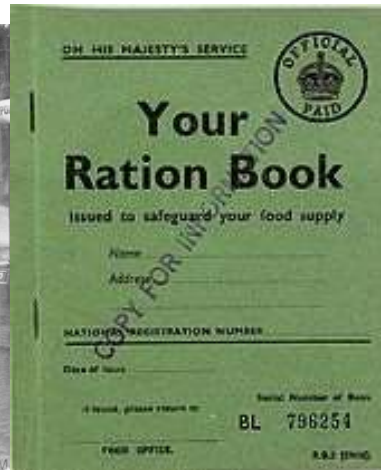 ON HIS MAJESTY'S SERVICE
OFFICIAL
PAID
Your
Ration Book
Issued to safeguard your food supply
Name
Address
COPY FOR INFORMATION
NATIONAL REGISTRATION NUMBER
Date of Issue
Serial Number of Book
If found, please return to
BL 796254
FOOD OFFICE.